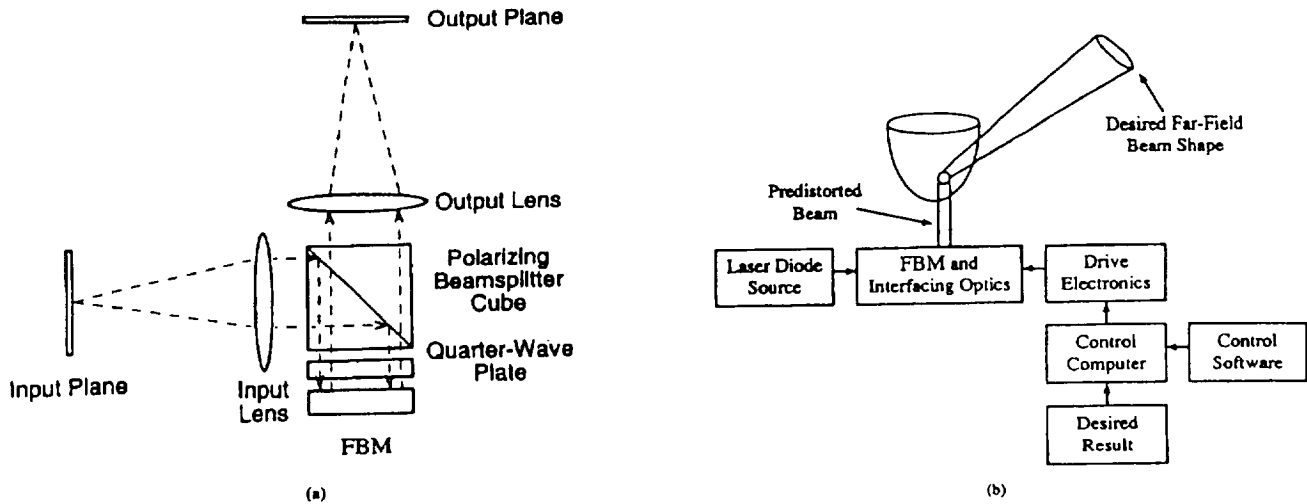 Output Plane
Output Lens
Polarizing
Beamsplitter
Cube
Quarter-Wave
Plate
Input Plane
Input
Lens
FBM
(a)
Desired Far-Field
Beam Shape
Predistorted
Beam
Laser Diode
Source
FBM and
Interfacing Optics
Drive
Electronics
Control
Computer
Control
Software
Desired
Result
(b)